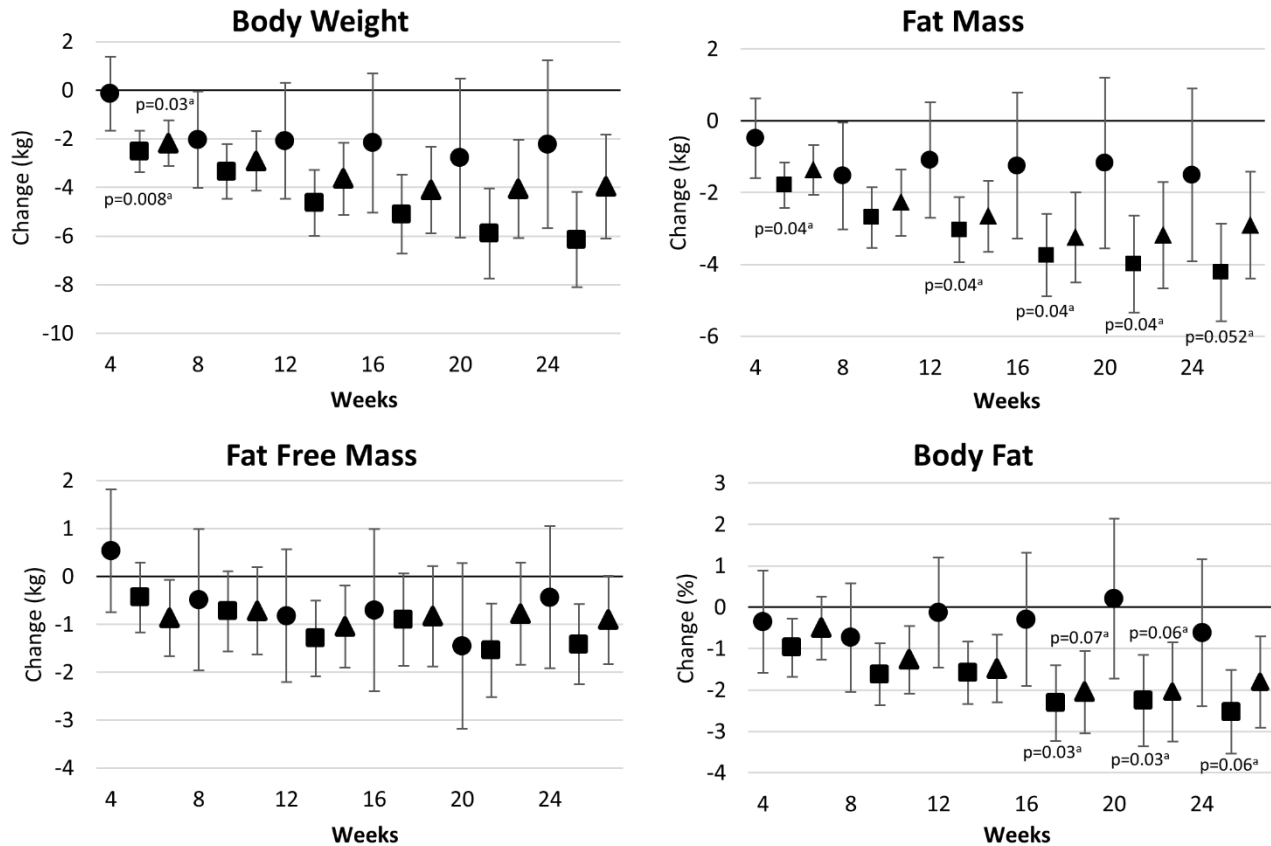 Body Weight
2
0
-2
-4
-6
-8
-10
Change (kg)
p=0.03ᵃ
p=0.008ᵃ
4 8 12 16 20 24
Weeks
Fat Mass
2
0
-2
-4
-6
Change (kg)
p=0.04ᵃ
p=0.04ᵃ
p=0.04ᵃ
p=0.04ᵃ
p=0.052ᵃ
4 8 12 16 20 24
Weeks
Fat Free Mass
2
1
0
-1
-2
-3
-4
Change (kg)
4 8 12 16 20 24
Weeks
Body Fat
3
2
1
0
-1
-2
-3
-4
Change (%)
p=0.07ᵃ
p=0.06ᵃ
p=0.03ᵃ
p=0.03ᵃ
p=0.06ᵃ
4 8 12 16 20 24
Weeks